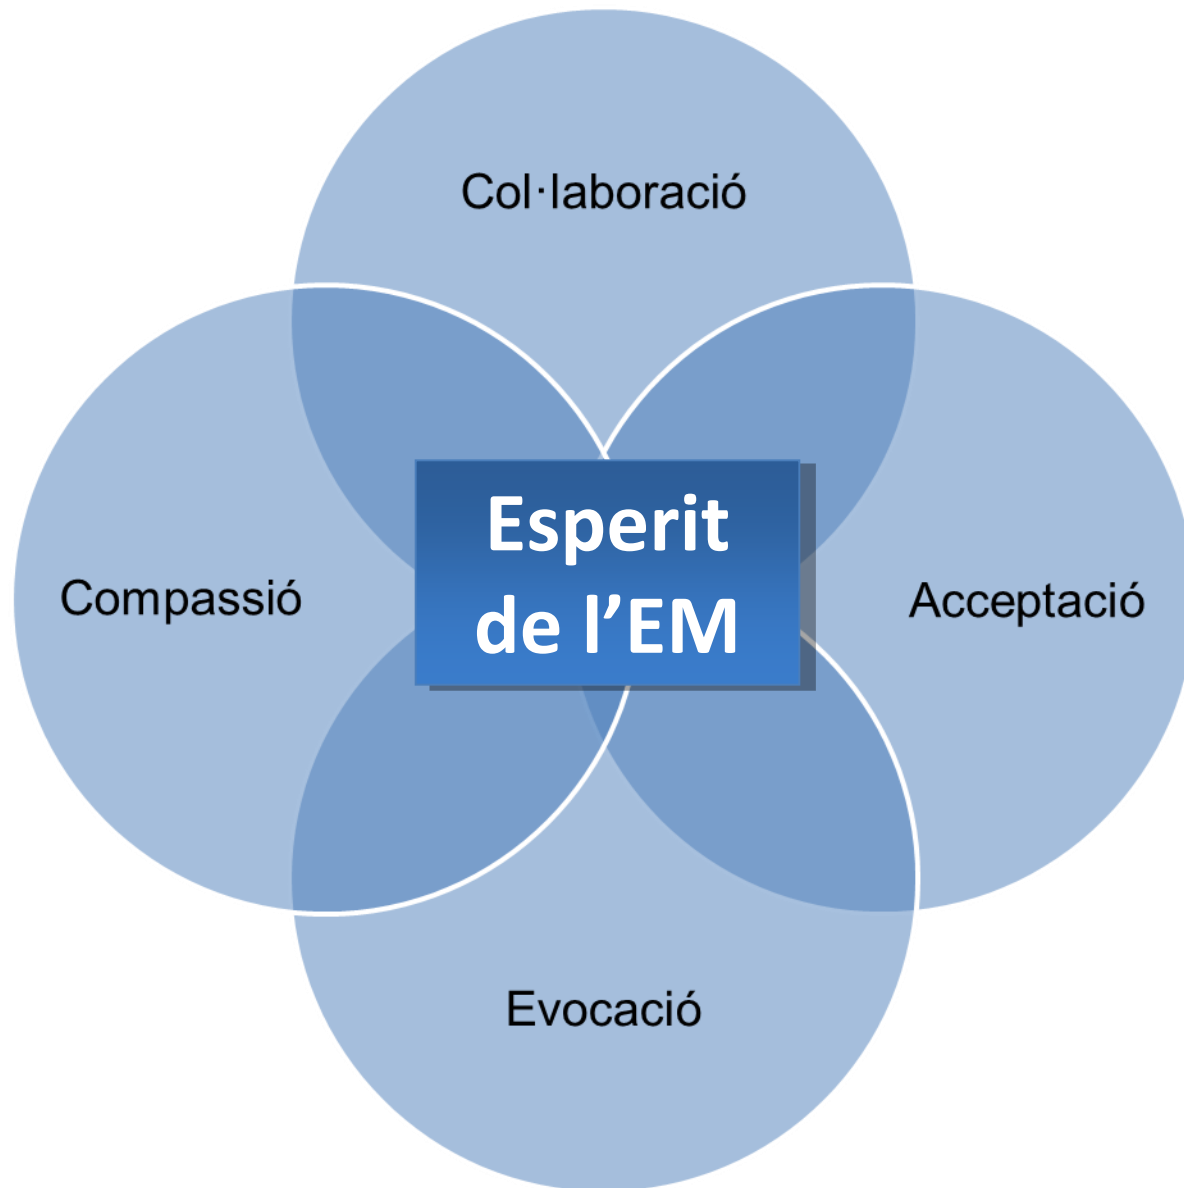 Col·laboració
Esperit
de l’EM
Compassió
Acceptació
Evocació